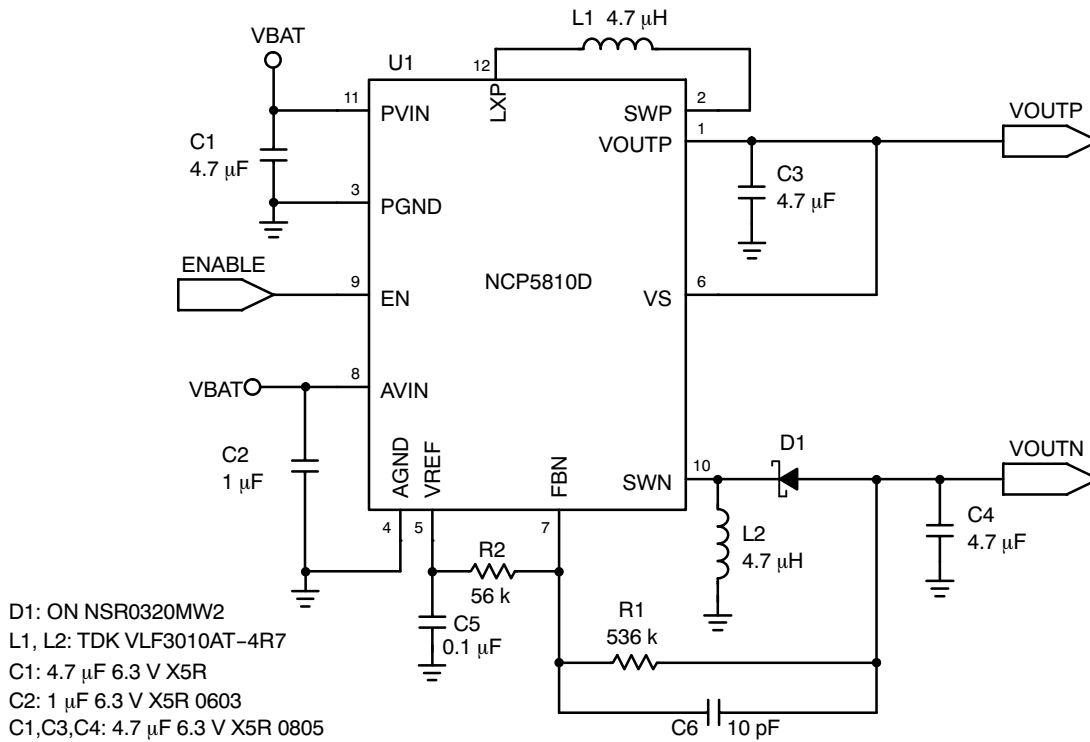 L1 4.7 μH
VBAT
U1
12
LXP
11
PVIN
SWP
2
C1
4.7 μF
VOUTP
1
VOUTP
3
PGND
C3
4.7 μF
ENABLE
9
EN
NCP5810D
VS
6
VBAT
8
AVIN
C2
1 μF
AGND
VREF
FBN
SWN
10
D1
VOUTN
4
5
7
L2
4.7 μH
C4
4.7 μF
R2
56 k
C5
0.1 μF
R1
536 k
C6
10 pF
D1: ON NSR0320MW2
L1, L2: TDK VLF3010AT−4R7
C1: 4.7 μF 6.3 V X5R
C2: 1 μF 6.3 V X5R 0603
C1,C3,C4: 4.7 μF 6.3 V X5R 0805